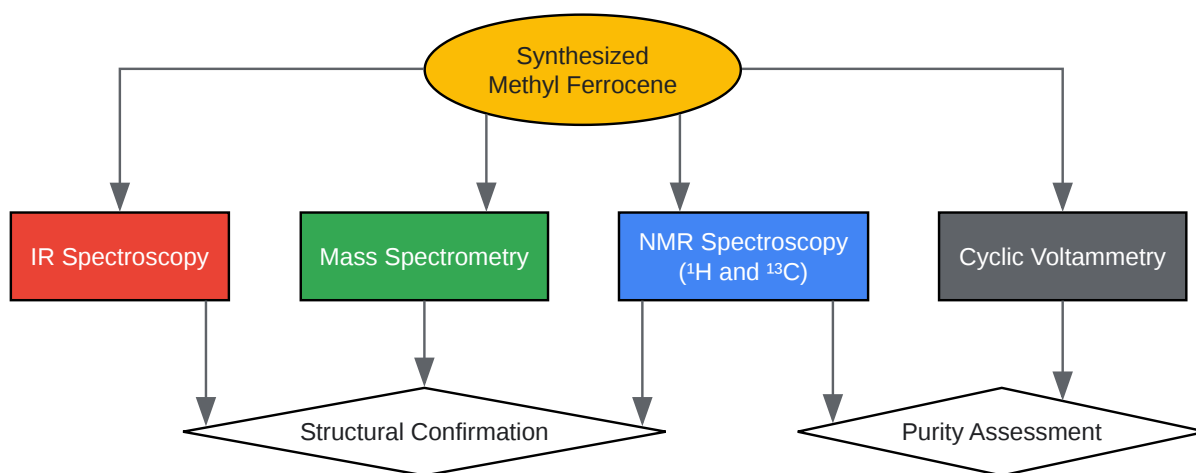 Synthesized
Methyl Ferrocene
IR Spectroscopy
Mass Spectrometry
NMR Spectroscopy
(¹H and ¹³C)
Cyclic Voltammetry
Structural Confirmation
Purity Assessment